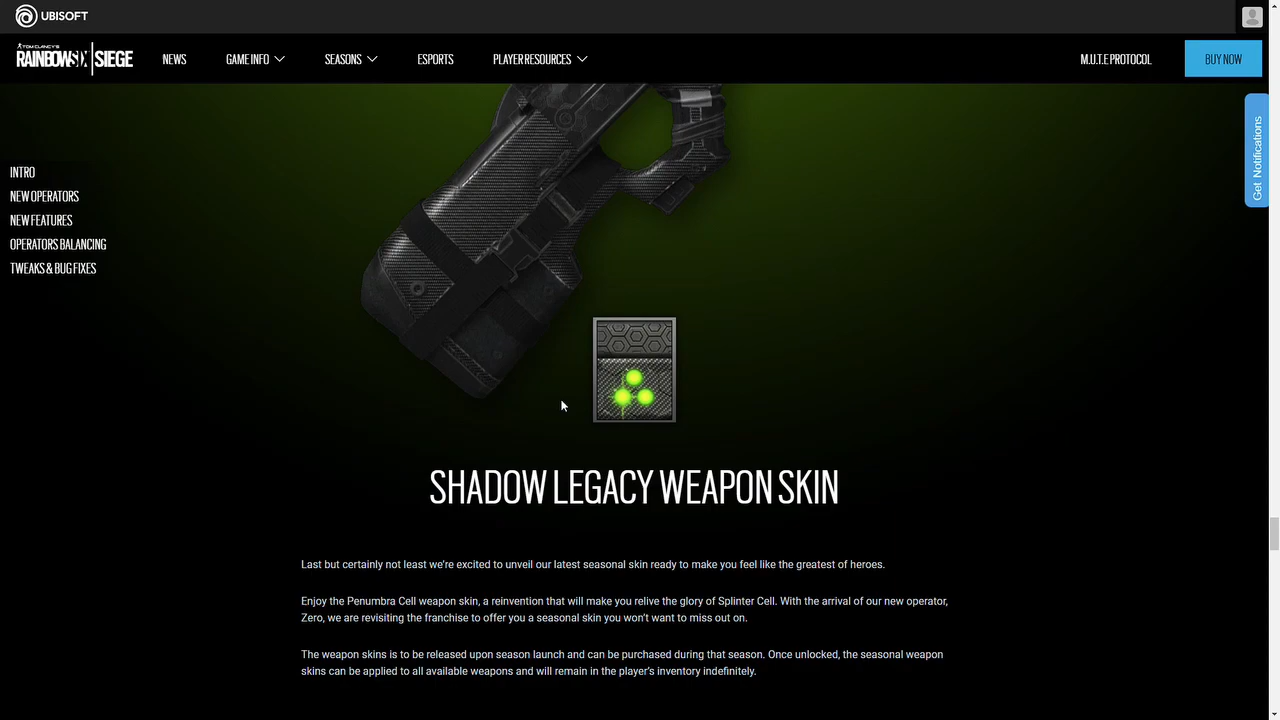 UBISOFT
TOM CLANCY'S
RAINBOWSIX | SIEGE
NEWS
GAME INFO
SEASONS
ESPORTS
PLAYER RESOURCES
M.U.T.E PROTOCOL
BUY NOW
Get Notifications
INTRO
NEW OPERATORS
NEW FEATURES
OPERATORS BALANCING
TWEAKS & BUG FIXES
SHADOW LEGACY WEAPON SKIN
Last but certainly not least we're excited to unveil our latest seasonal skin ready to make you feel like the greatest of heroes.
Enjoy the Penumbra Cell weapon skin, a reinvention that will make you relive the glory of Splinter Cell. With the arrival of our new operator,
Zero, we are revisiting the franchise to offer you a seasonal skin you won't want to miss out on.
The weapon skins is to be released upon season launch and can be purchased during that season. Once unlocked, the seasonal weapon
skins can be applied to all available weapons and will remain in the player's inventory indefinitely.